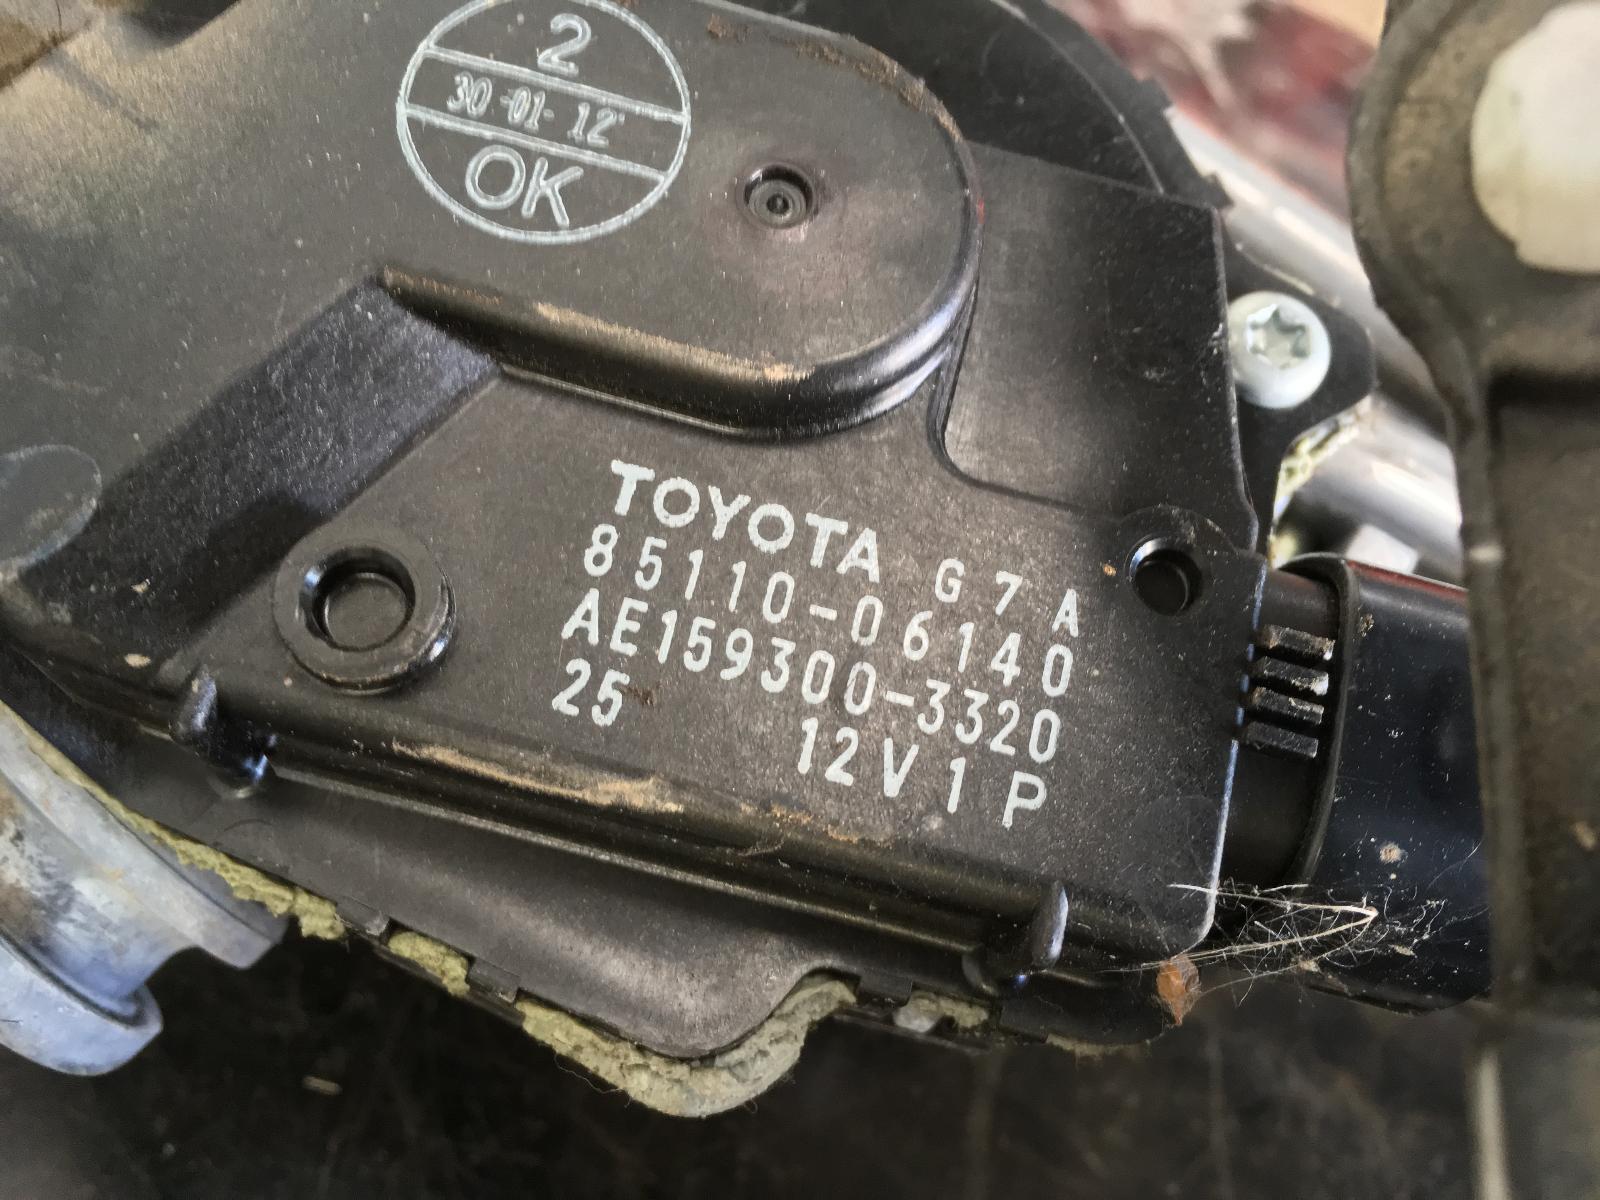 2
30-01-12
OK
TOYOTA G7A
85110-06140
AE159300-3320
25 12V1P